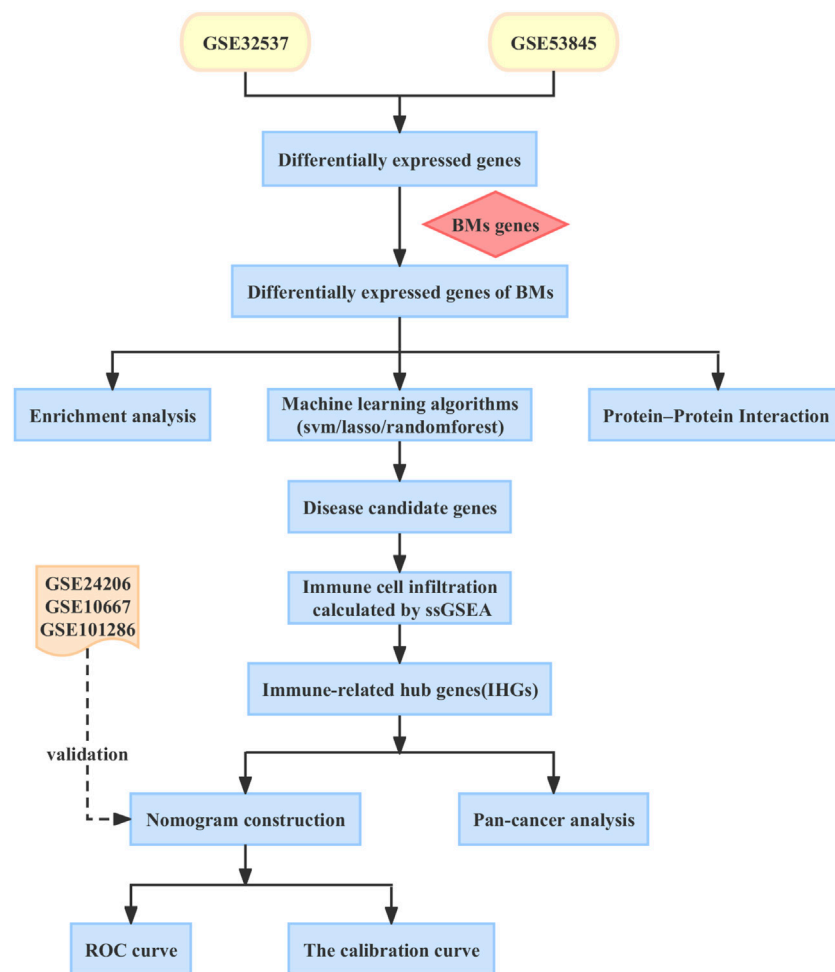 GSE32537
GSE53845
Differentially expressed genes
BMs genes
Differentially expressed genes of BMs
Enrichment analysis
Machine learning algorithms
(svm/lasso/randomforest)
Protein–Protein Interaction
Disease candidate genes
GSE24206
GSE10667
GSE101286
Immune cell infiltration
calculated by ssGSEA
Immune-related hub genes(IHGs)
validation
Nomogram construction
Pan-cancer analysis
ROC curve
The calibration curve